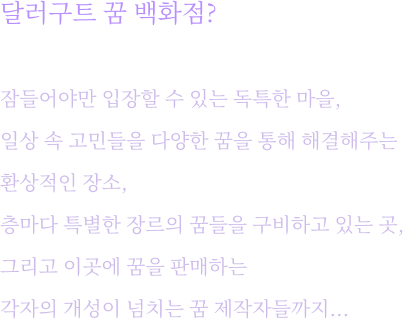 달러구트 꿈 백화점?
잠들어야만 입장할 수 있는 독특한 마을,
일상 속 고민들을 다양한 꿈을 통해 해결해주는
환상적인 장소,
층마다 특별한 장르의 꿈들을 구비하고 있는 곳,
그리고 이곳에 꿈을 판매하는
각자의 개성이 넘치는 꿈 제작자들까지...